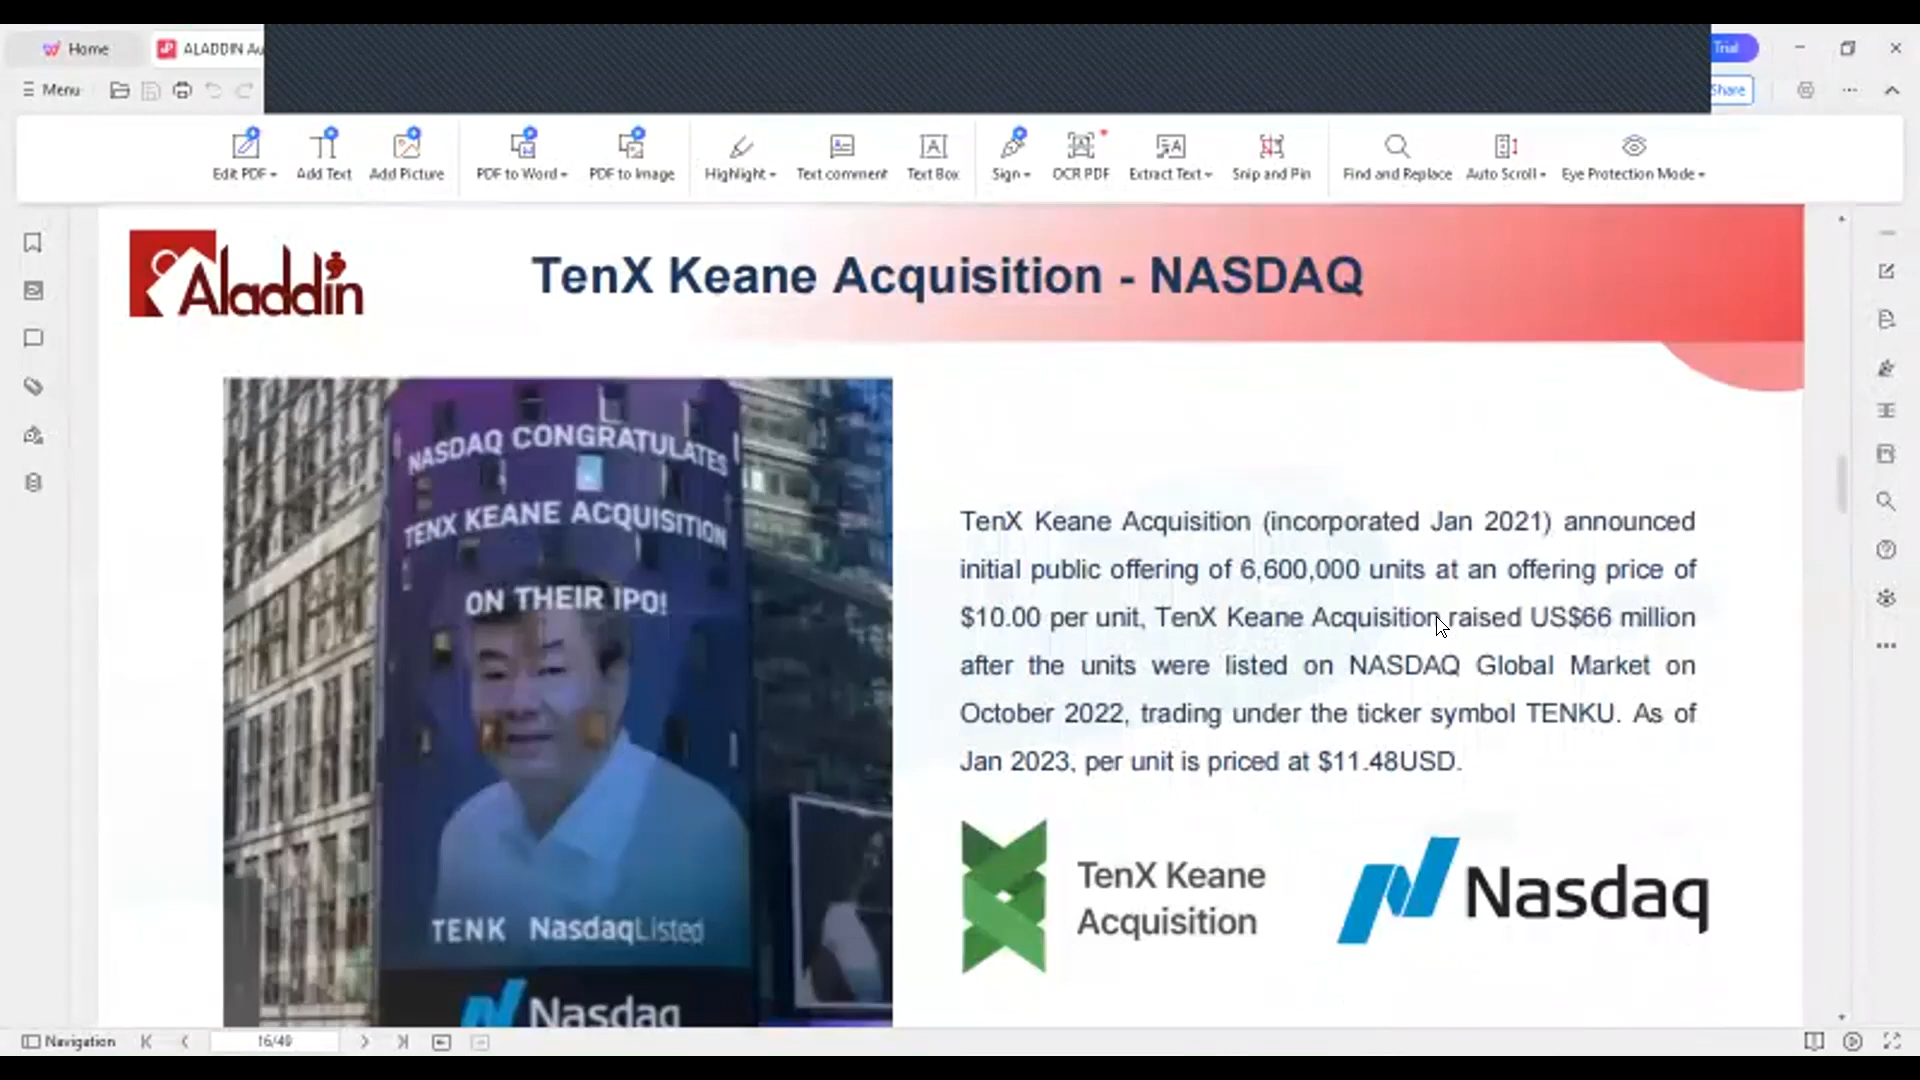 Home
ALADDIN Au
Trial
Menu
Share
Edit PDF
Add Text
Add Picture
PDF to Word
PDF to Image
Highlight
Text comment
Text Box
Sign
OCR PDF
Extract Text
Snip and Pin
Find and Replace
Auto Scroll
Eye Protection Mode
Aladdin
TenX Keane Acquisition - NASDAQ
NASDAQ CONGRATULATES
TENX KEANE ACQUISITION
ON THEIR IPO!
TENK NasdaqListed
Nasdaq
TenX Keane Acquisition (incorporated Jan 2021) announced
initial public offering of 6,600,000 units at an offering price of
$10.00 per unit, TenX Keane Acquisition raised US$66 million
after the units were listed on NASDAQ Global Market on
October 2022, trading under the ticker symbol TENKU. As of
Jan 2023, per unit is priced at $11.48USD.
TenX Keane
Acquisition
Nasdaq
Navigation
16/49